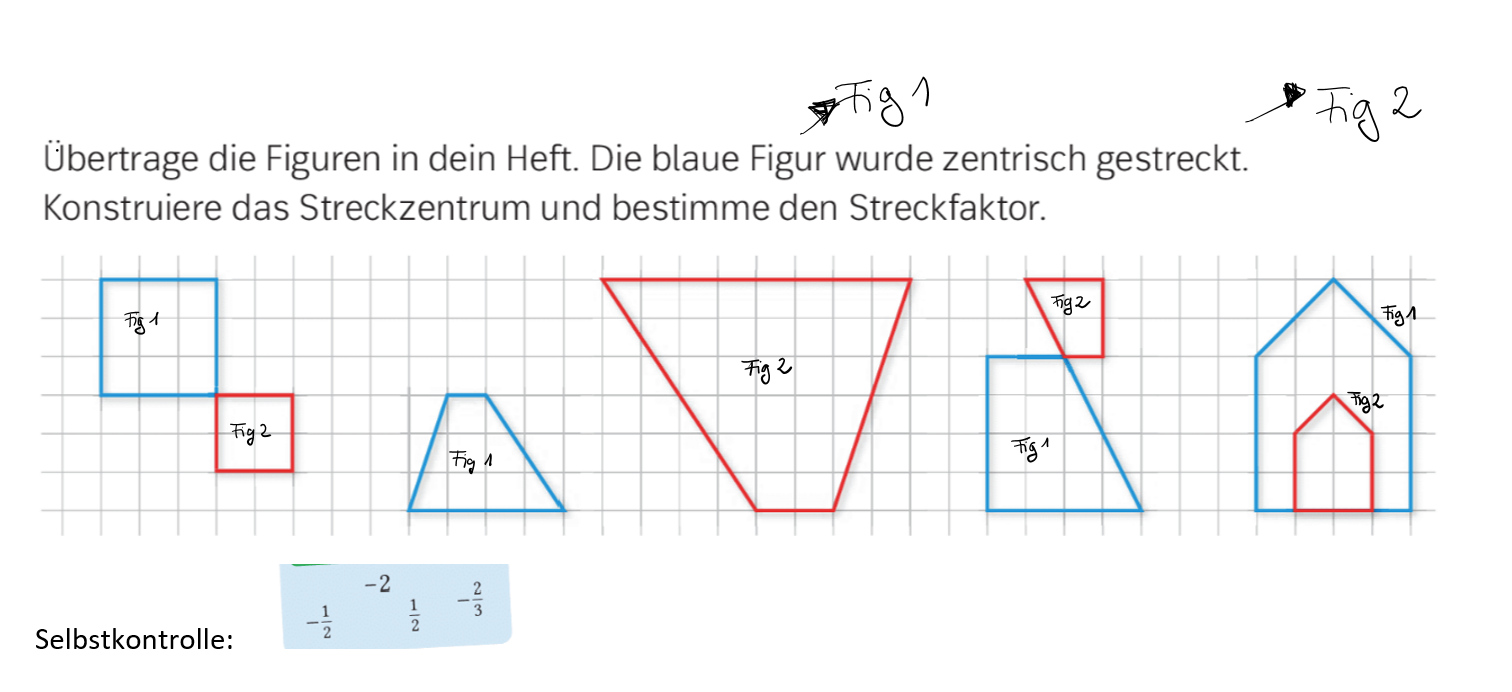 Fig 1
Fig 2
Übertrage die Figuren in dein Heft. Die blaue Figur wurde zentrisch gestreckt.
Konstruiere das Streckzentrum und bestimme den Streckfaktor.
Fig 1
Fig 2
Fig 1
Fig 2
Fig 2
Fig 1
Fig 1
Fig 2
Selbstkontrolle:
-1/2
-2
1/2
-2/3